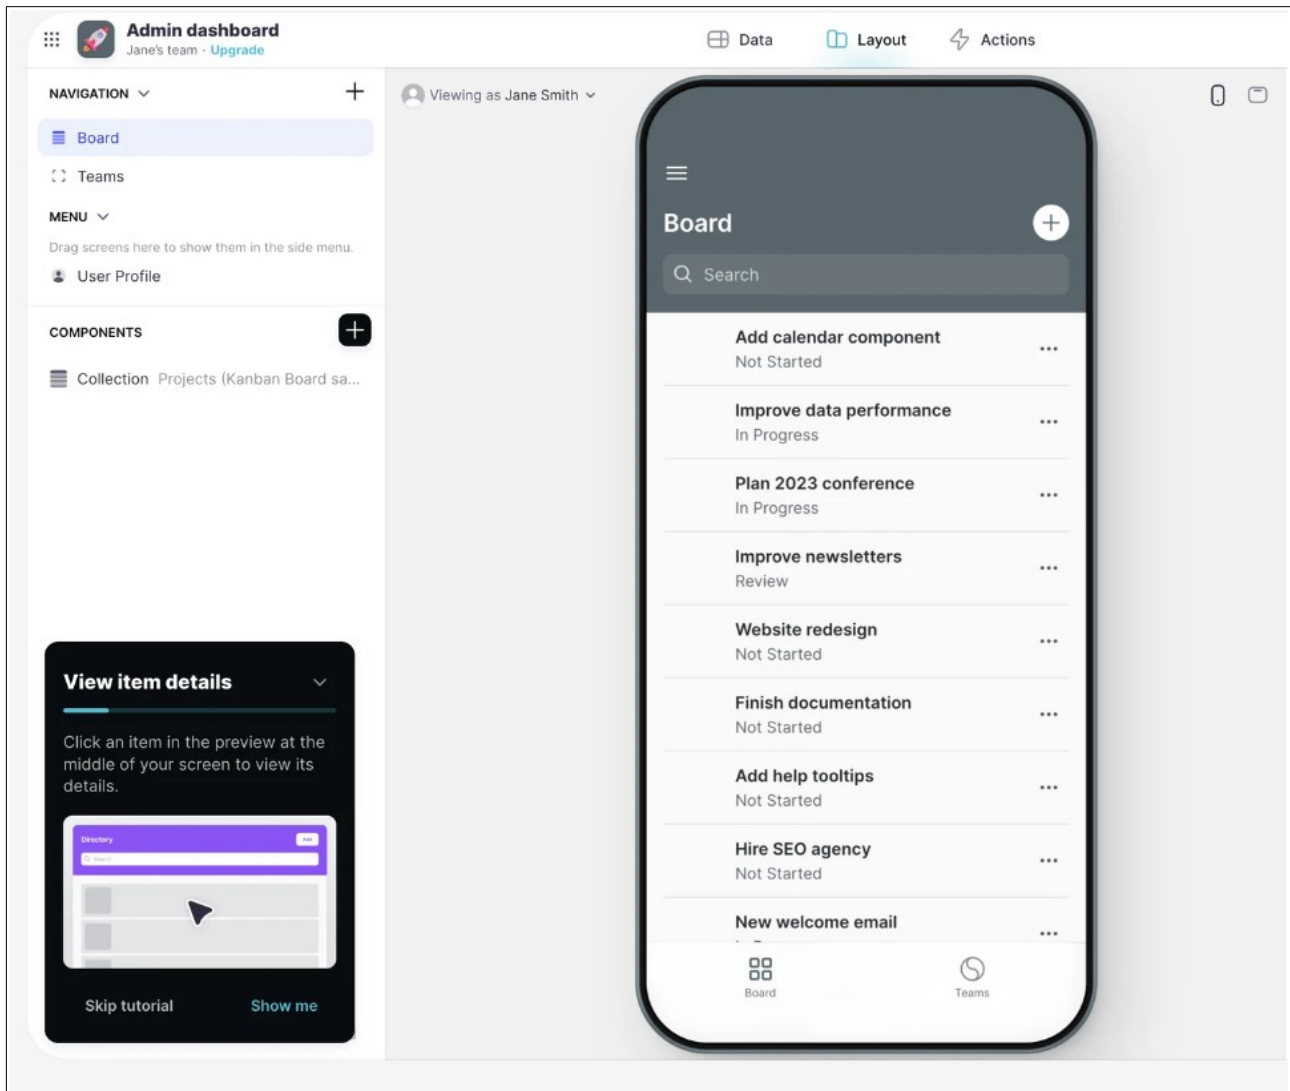 Admin dashboard
Jane's team · Upgrade
Data
Layout
Actions
NAVIGATION
Board
Teams
MENU
Drag screens here to show them in the side menu.
User Profile
COMPONENTS
Collection Projects (Kanban Board sa...
View item details
Click an item in the preview at the
middle of your screen to view its
details.
Directory
Add
Search
Skip tutorial
Show me
Viewing as Jane Smith
Board
Search
Add calendar component
Not Started
Improve data performance
In Progress
Plan 2023 conference
In Progress
Improve newsletters
Review
Website redesign
Not Started
Finish documentation
Not Started
Add help tooltips
Not Started
Hire SEO agency
Not Started
New welcome email
Board
Teams